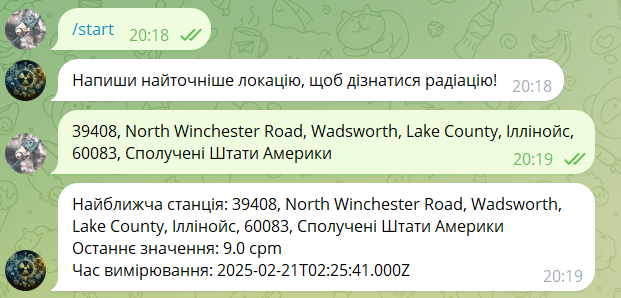 /start 20:18
Напиши найточніше локацію, щоб дізнатися радіацію! 20:18
39408, North Winchester Road, Wadsworth, Lake County, Іллінойс,
60083, Сполучені Штати Америки 20:19
Найближча станція: 39408, North Winchester Road, Wadsworth,
Lake County, Іллінойс, 60083, Сполучені Штати Америки
Останнє значення: 9.0 cpm
Час вимірювання: 2025-02-21T02:25:41.000Z 20:19